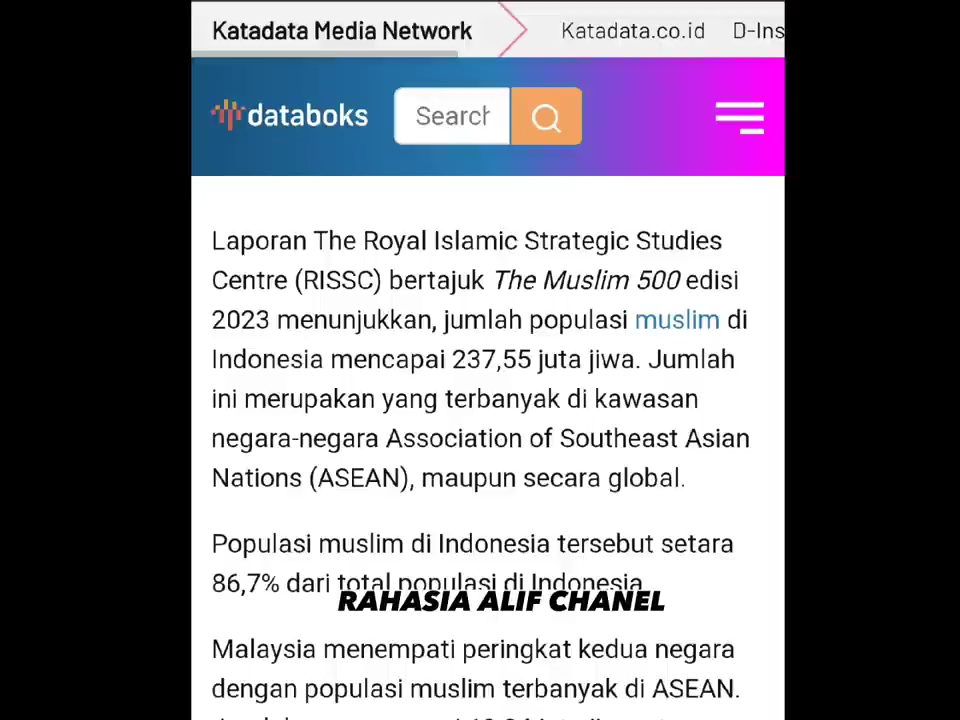 Katadata Media Network
Katadata.co.id
D-Ins
databoks
Search
Laporan The Royal Islamic Strategic Studies
Centre (RISSC) bertajuk The Muslim 500 edisi
2023 menunjukkan, jumlah populasi muslim di
Indonesia mencapai 237,55 juta jiwa. Jumlah
ini merupakan yang terbanyak di kawasan
negara-negara Association of Southeast Asian
Nations (ASEAN), maupun secara global.
Populasi muslim di Indonesia tersebut setara
86,7% dari total populasi di Indonesia.
RAHASIA ALIF CHANEL
Malaysia menempati peringkat kedua negara
dengan populasi muslim terbanyak di ASEAN.